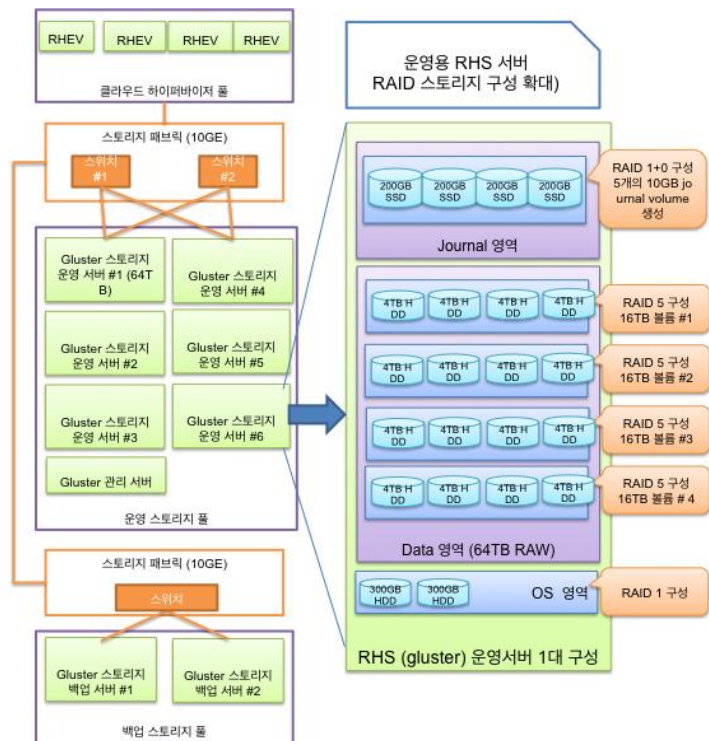 RHEV
RHEV
RHEV
RHEV
클라우드 하이퍼바이저 풀
스토리지 패브릭 (10GE)
스위치
#1
스위치
#2
Gluster 스토리지
운영 서버 #1 (64T
B)
Gluster 스토리지
운영 서버 #4
Gluster 스토리지
운영 서버 #2
Gluster 스토리지
운영 서버 #5
Gluster 스토리지
운영 서버 #3
Gluster 스토리지
운영 서버 #6
Gluster 관리 서버
운영 스토리지 풀
스토리지 패브릭 (10GE)
스위치
Gluster 스토리지
백업 서버 #1
Gluster 스토리지
백업 서버 #2
백업 스토리지 풀
운영용 RHS 서버
RAID 스토리지 구성 확대)
200GB
SSD
200GB
SSD
200GB
SSD
200GB
SSD
Journal 영역
RAID 1+0 구성
5개의 10GB jo
urnal volume
생성
4TB H
DD
4TB H
DD
4TB H
DD
4TB H
DD
RAID 5 구성
16TB 볼륨 #1
4TB H
DD
4TB H
DD
4TB H
DD
4TB H
DD
RAID 5 구성
16TB 볼륨 #2
4TB H
DD
4TB H
DD
4TB H
DD
4TB H
DD
RAID 5 구성
16TB 볼륨 #3
4TB H
DD
4TB H
DD
4TB H
DD
4TB H
DD
RAID 5 구성
16TB 볼륨 # 4
Data 영역 (64TB RAW)
300GB
HDD
300GB
HDD
OS 영역
RAID 1 구성
RHS (gluster) 운영서버 1대 구성